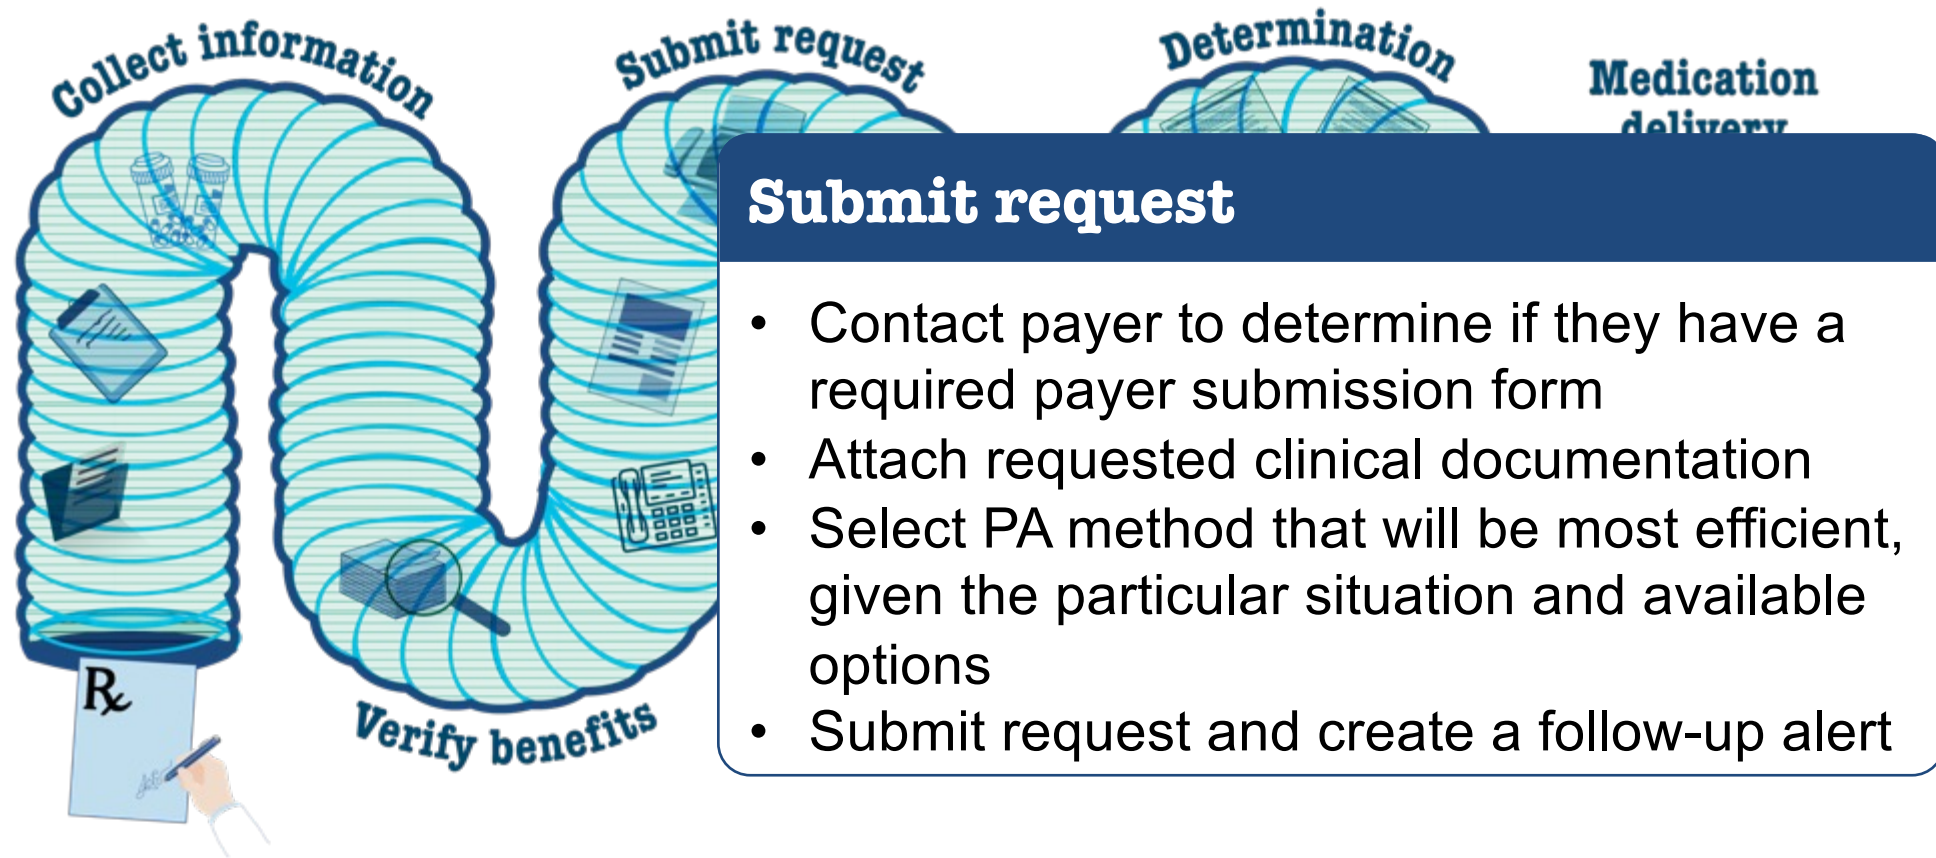 Collect information
Submit request
Determination
Medication
delivery
Submit request
• Contact payer to determine if they have a
required payer submission form
• Attach requested clinical documentation
• Select PA method that will be most efficient,
given the particular situation and available
options
• Submit request and create a follow-up alert
Verify benefits
Rx